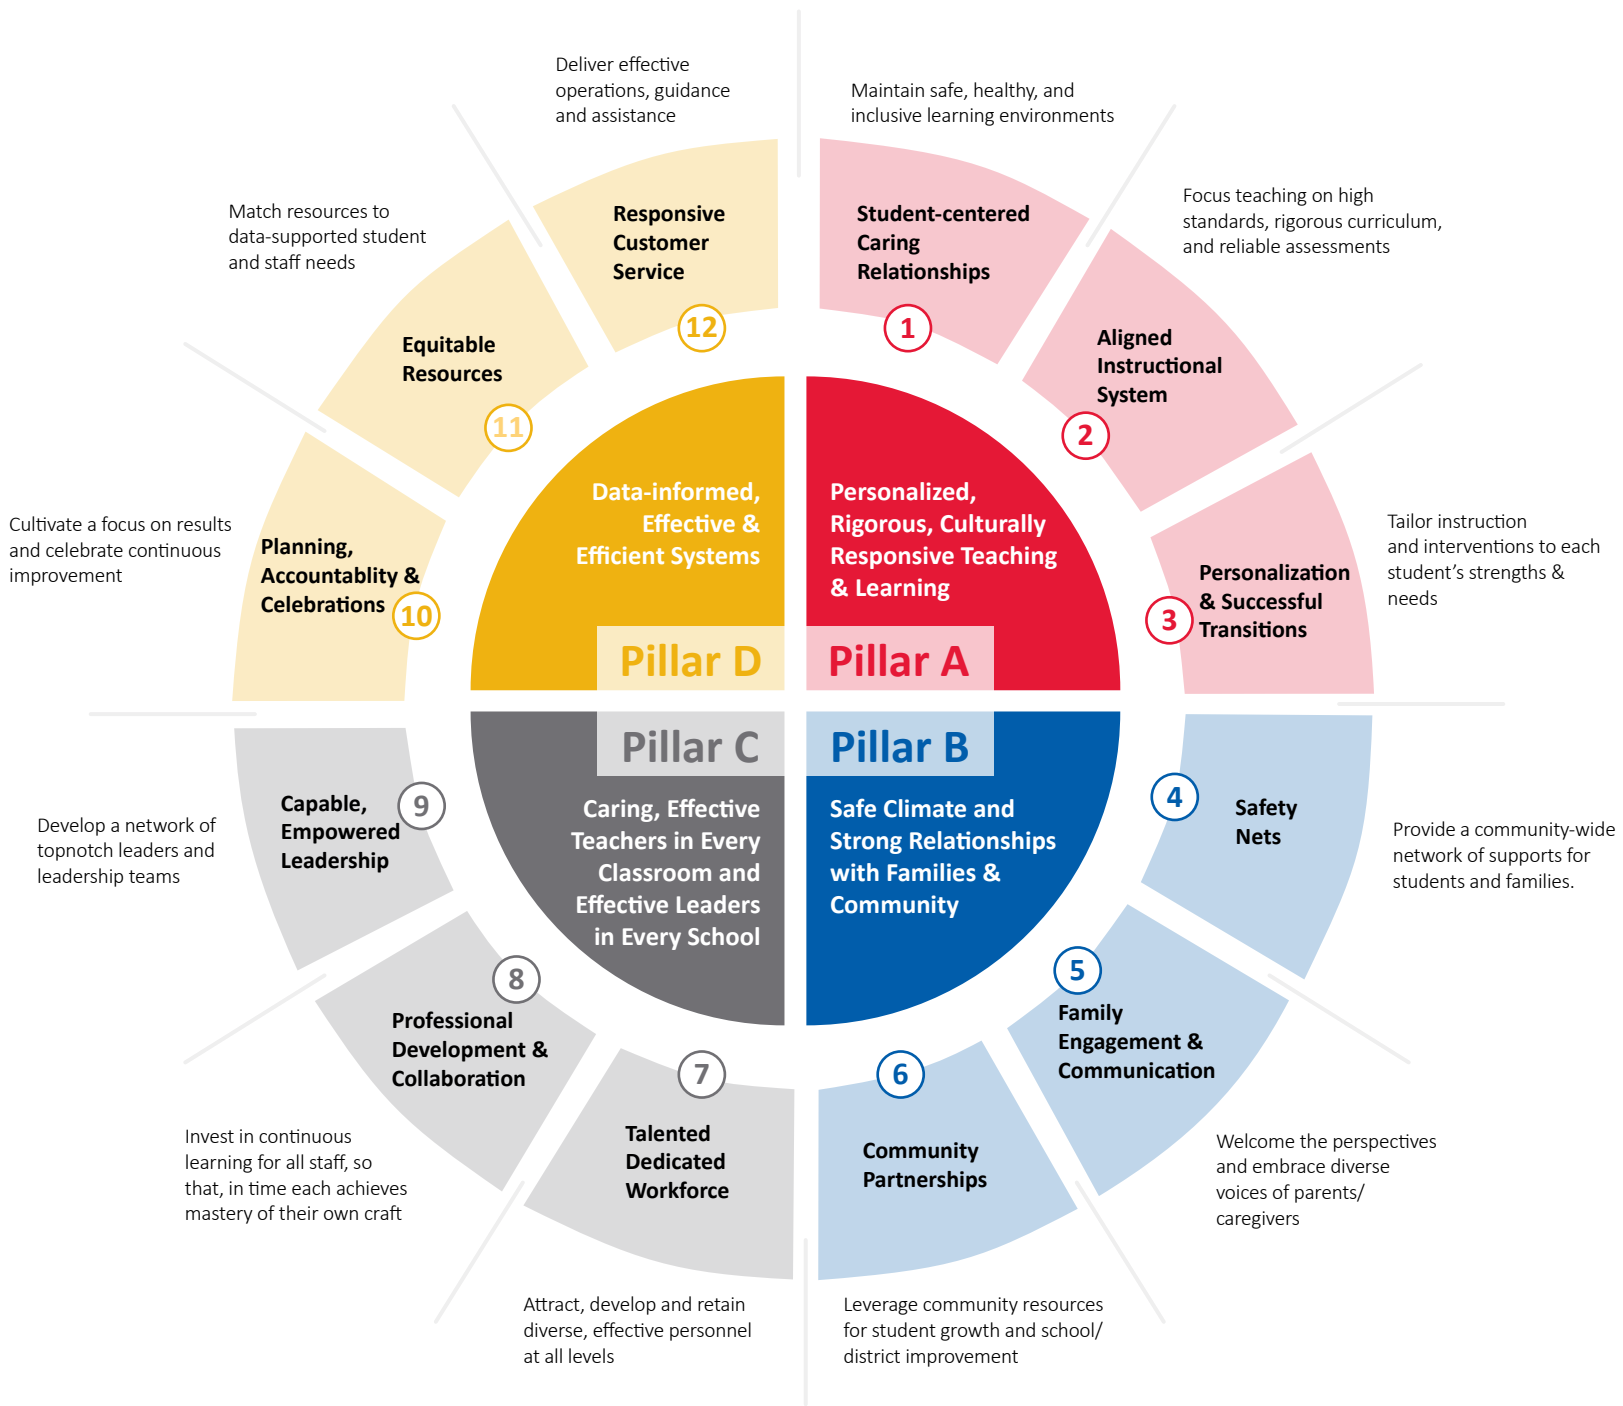 Deliver effective
operations, guidance
and assistance
Maintain safe, healthy, and
inclusive learning environments
Match resources to
data-supported student
and staff needs
Responsive
Customer
Service
12
Student-centered
Caring
Relationships
1
Focus teaching on high
standards, rigorous curriculum,
and reliable assessments
Equitable
Resources
11
Aligned
Instructional
System
2
Cultivate a focus on results
and celebrate continuous
improvement
Planning,
Accountablity &
Celebrations
10
Data-informed,
Effective &
Efficient Systems
Pillar D
Personalized,
Rigorous, Culturally
Responsive Teaching
& Learning
Pillar A
3
Personalization
& Successful
Transitions
Tailor instruction
and interventions to each
student’s strengths &
needs
Develop a network of
topnotch leaders and
leadership teams
Capable,
Empowered
Leadership
9
Pillar C
Caring, Effective
Teachers in Every
Classroom and
Effective Leaders
in Every School
Pillar B
Safe Climate and
Strong Relationships
with Families &
Community
4
Safety
Nets
Provide a community-wide
network of supports for
students and families.
8
Professional
Development &
Collaboration
5
Family
Engagement &
Communication
Invest in continuous
learning for all staff, so
that, in time each achieves
mastery of their own craft
7
Talented
Dedicated
Workforce
6
Community
Partnerships
Welcome the perspectives
and embrace diverse
voices of parents/
caregivers
Attract, develop and retain
diverse, effective personnel
at all levels
Leverage community resources
for student growth and school/
district improvement